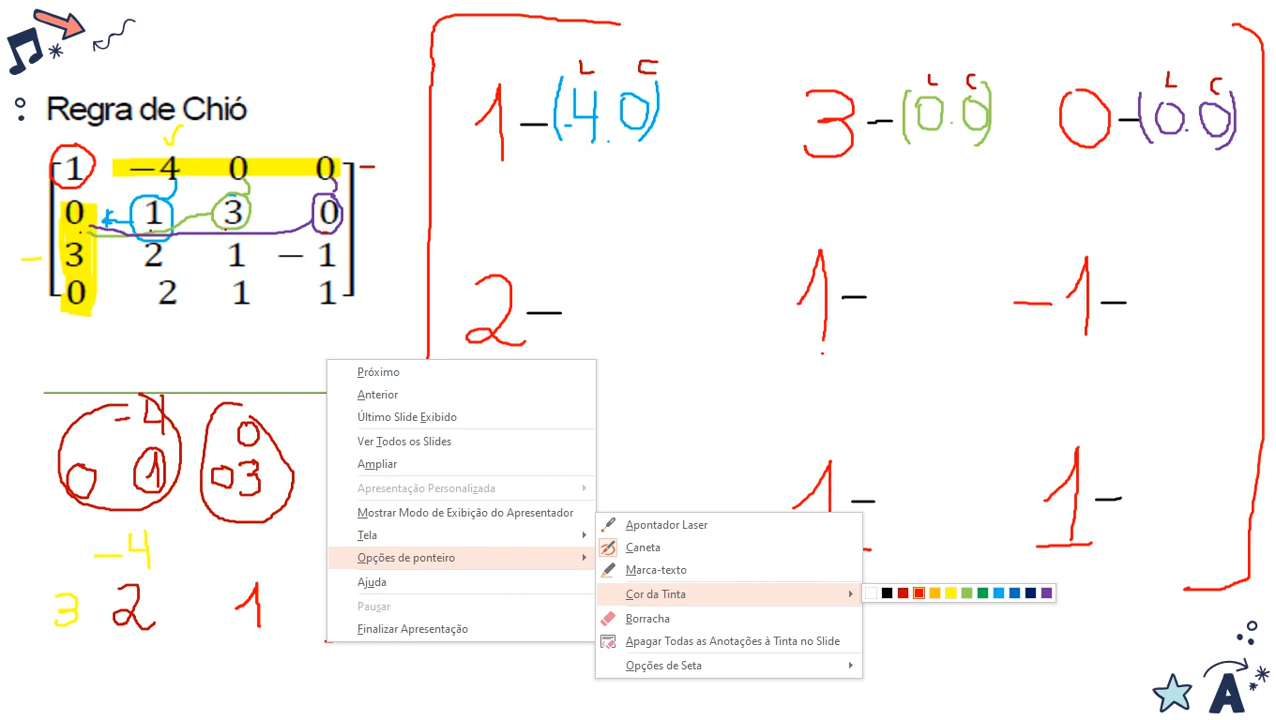 Regra de Chió
1 −4 0 0 −
0 1 3 0
− 3 2 1 −1
0 2 1 1
L C L C L C
1 −(-4.0) 3 −(0.0) 0 −(0.0)
2 − 1 − −1 −
1 − 1 −
−4 0
0 1 0 3
−4
3 2 1
Próximo
Anterior
Último Slide Exibido
Ver Todos os Slides
Ampliar
Apresentação Personalizada
Mostrar Modo de Exibição do Apresentador
Tela
Opções de ponteiro
Ajuda
Pausar
Finalizar Apresentação
Apontador Laser
Caneta
Marca-texto
Cor da Tinta
Borracha
Apagar Todas as Anotações à Tinta no Slide
Opções de Seta
A